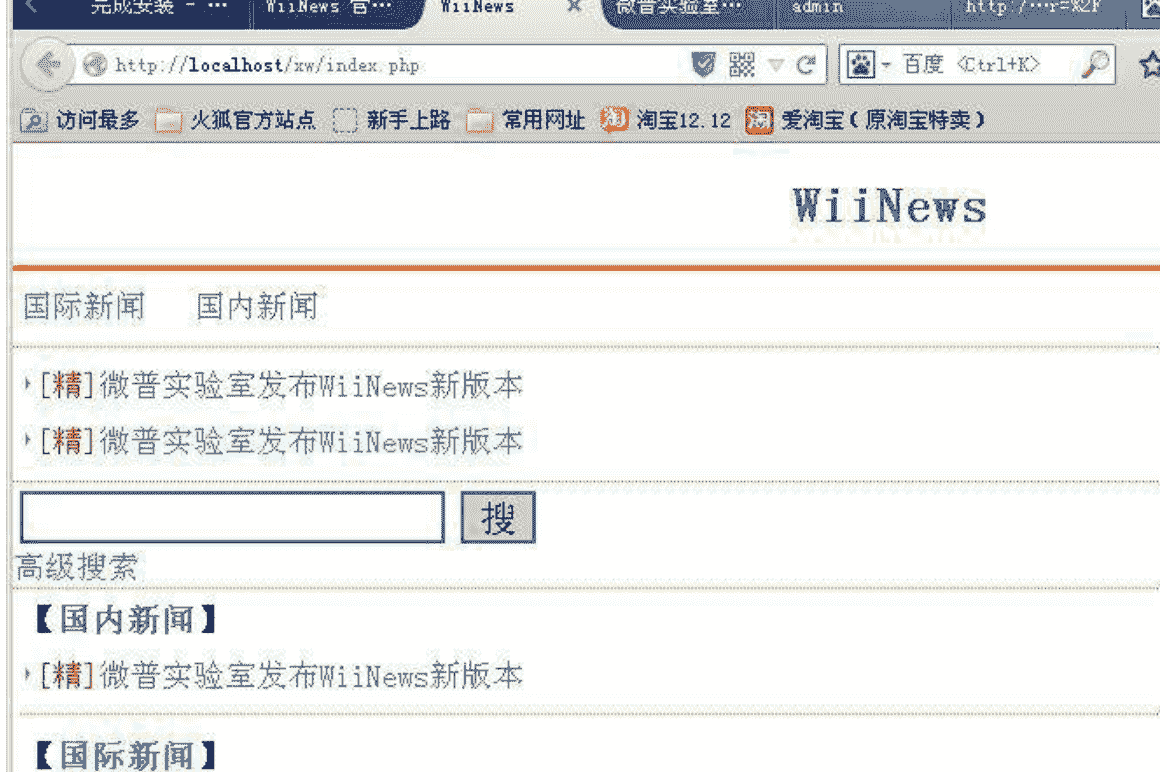 完成安装 - ··· WiiNews 官··· WiiNews 微普实验室··· admin http:/···r=%2F
http://localhost/xw/index.php 百度 <Ctrl+K>
访问最多 火狐官方站点 新手上路 常用网址 淘宝12.12 爱淘宝(原淘宝特卖)
WiiNews
国际新闻 国内新闻
[精]微普实验室发布WiiNews新版本
[精]微普实验室发布WiiNews新版本
搜
高级搜索
【国内新闻】
[精]微普实验室发布WiiNews新版本
【国际新闻】